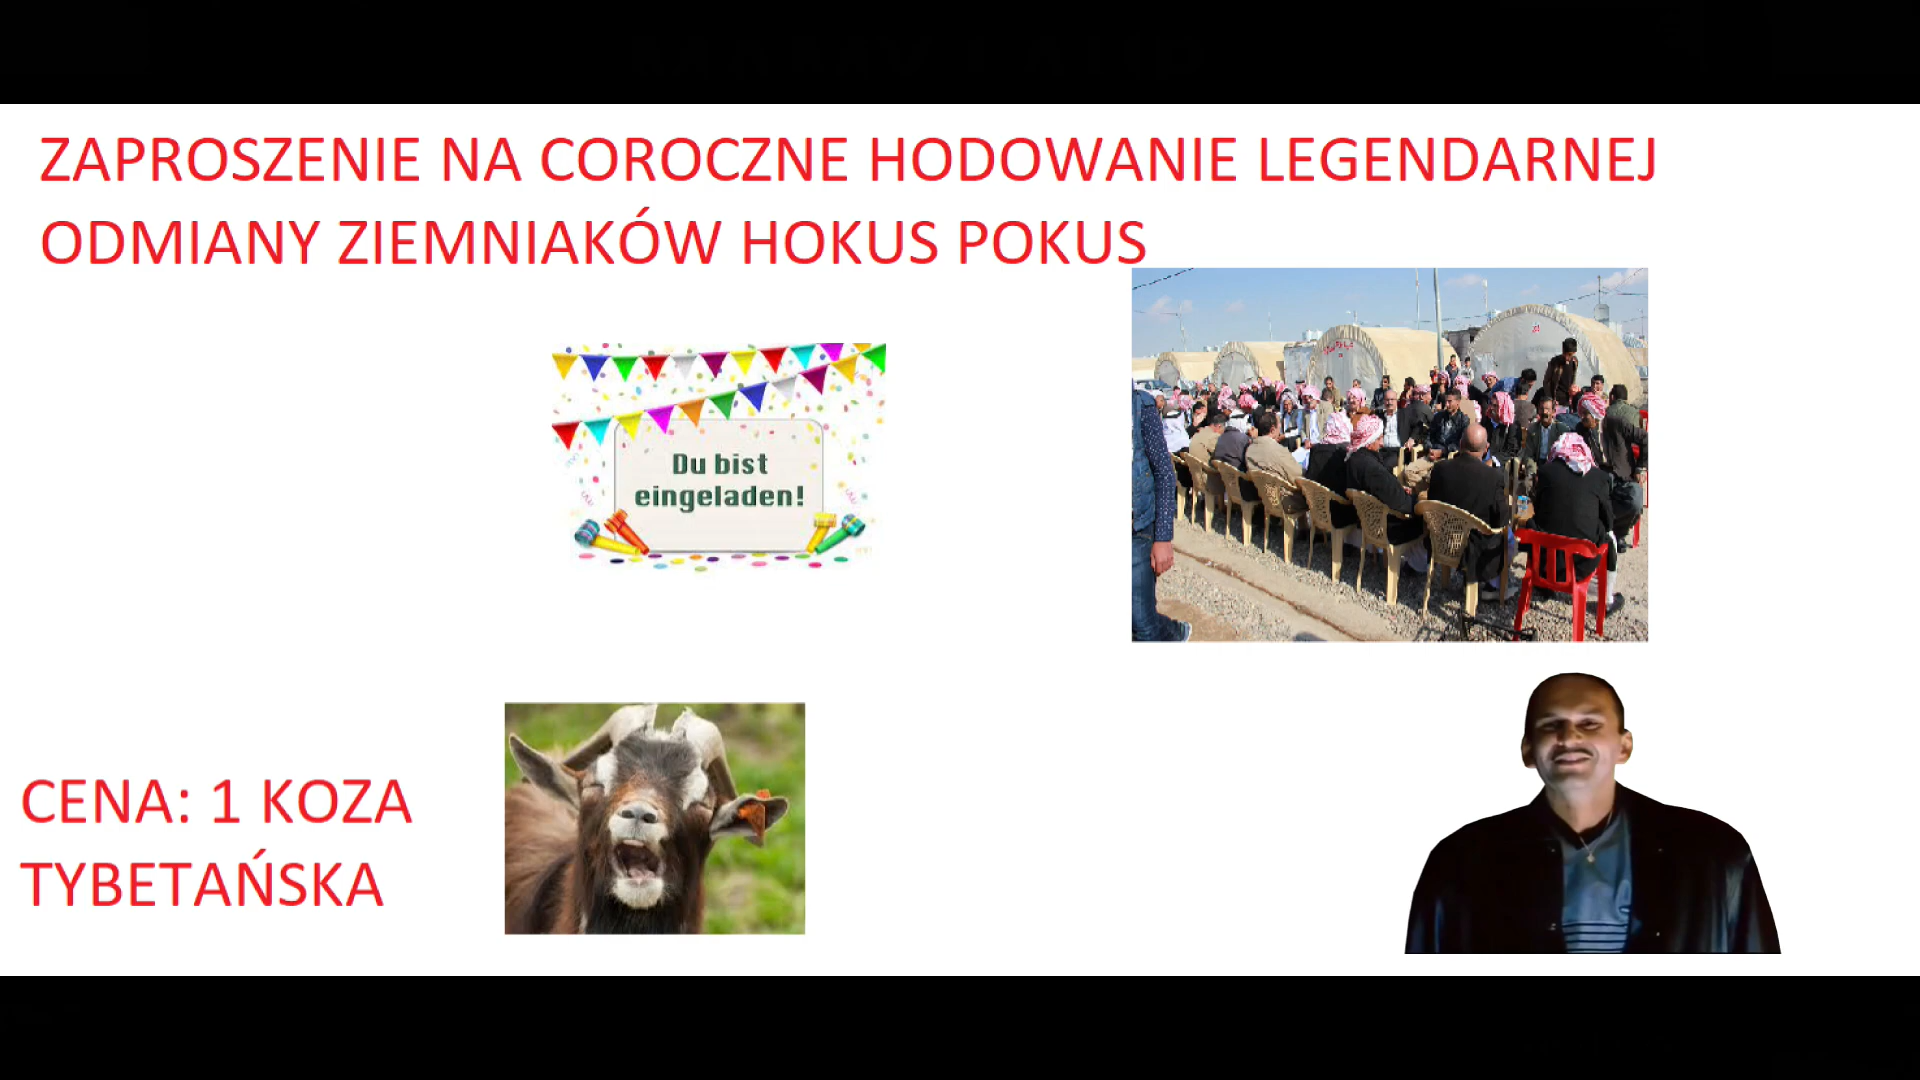 ZAPROSZENIE NA COROCZNE HODOWANIE LEGENDARNEJ
ODMIANY ZIEMNIAKÓW HOKUS POKUS
Du bist
eingeladen!
CENA: 1 KOZA
TYBETAŃSKA